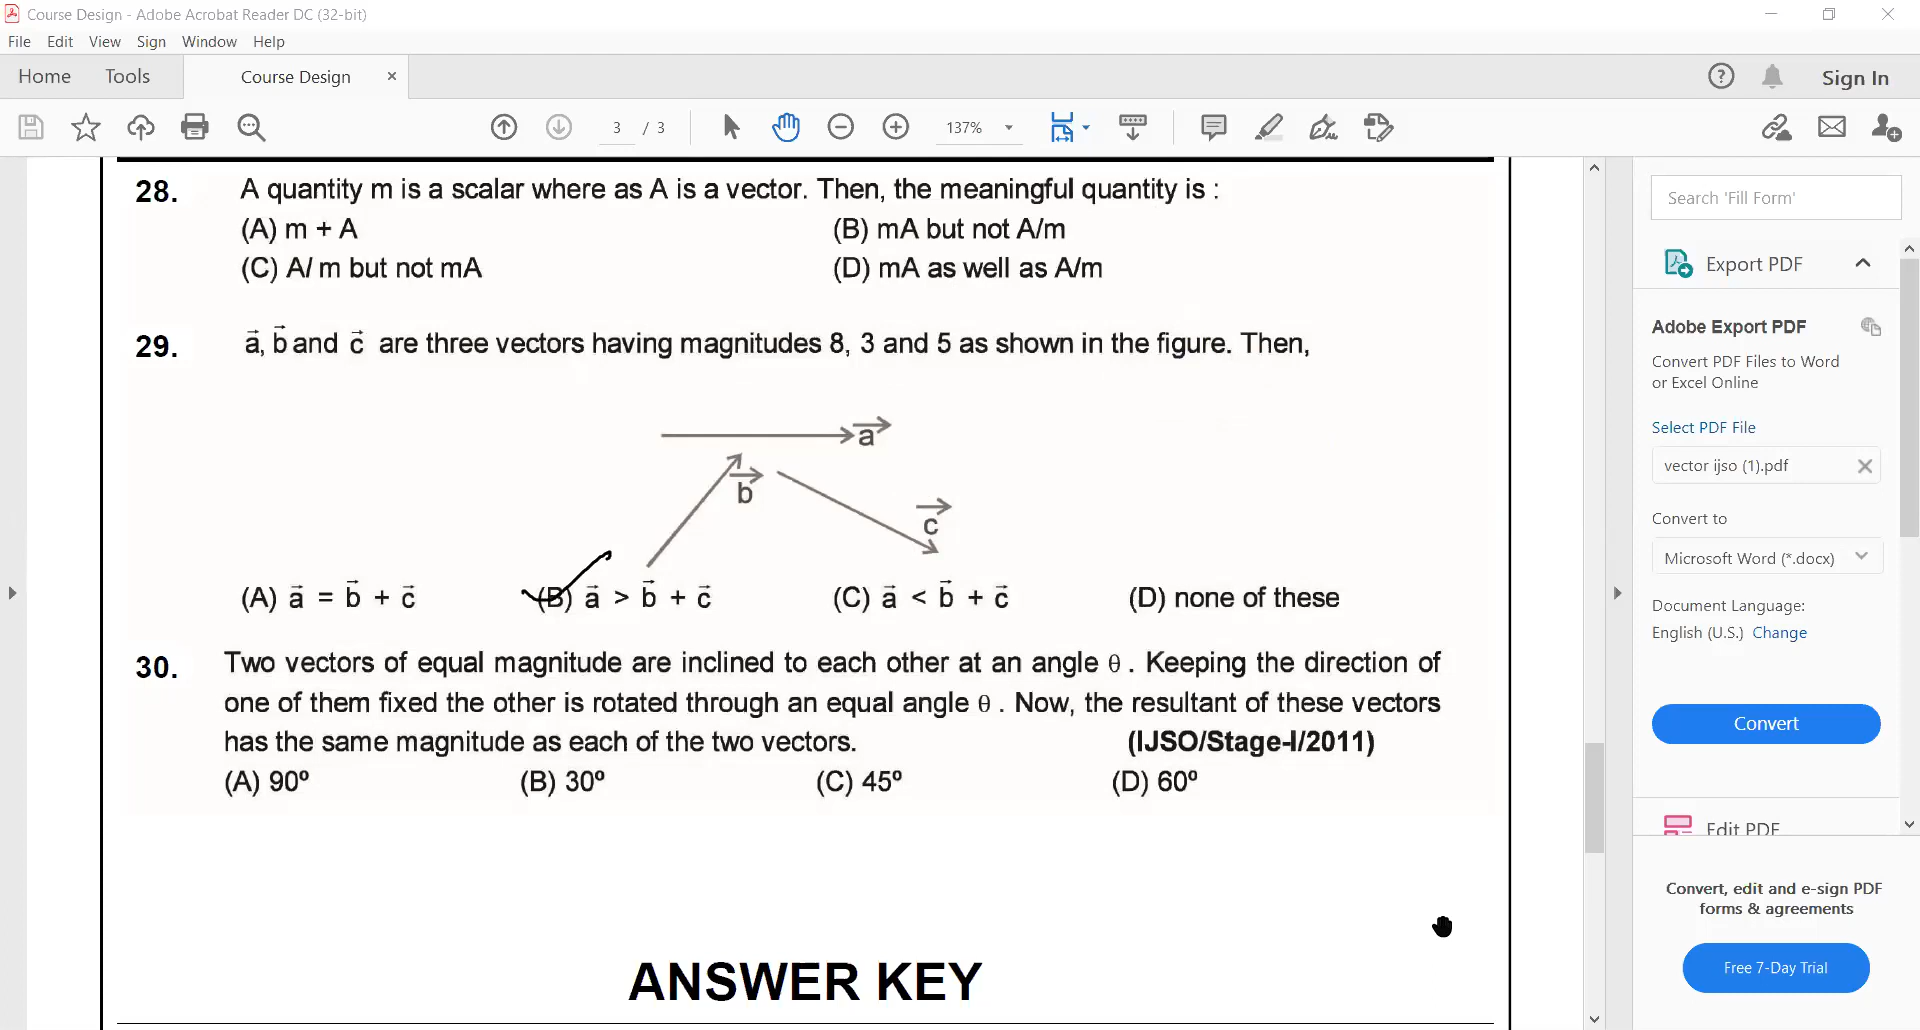 Course Design - Adobe Acrobat Reader DC (32-bit)
File Edit View Sign Window Help
Home Tools Course Design × Sign In
3 / 3 137%
28. A quantity m is a scalar where as A is a vector. Then, the meaningful quantity is :
(A) m + A (B) mA but not A/m
(C) A/ m but not mA (D) mA as well as A/m
29. a⃗, b⃗ and c⃗ are three vectors having magnitudes 8, 3 and 5 as shown in the figure. Then,
a⃗
b⃗
c⃗
(A) a⃗ = b⃗ + c⃗ (B) a⃗ > b⃗ + c⃗ (C) a⃗ < b⃗ + c⃗ (D) none of these
30. Two vectors of equal magnitude are inclined to each other at an angle θ . Keeping the direction of
one of them fixed the other is rotated through an equal angle θ . Now, the resultant of these vectors
has the same magnitude as each of the two vectors. (IJSO/Stage-I/2011)
(A) 90º (B) 30º (C) 45º (D) 60º
ANSWER KEY
Search 'Fill Form'
Export PDF
Adobe Export PDF
Convert PDF Files to Word
or Excel Online
Select PDF File
vector ijso (1).pdf
Convert to
Microsoft Word (*.docx)
Document Language:
English (U.S.) Change
Convert
Edit PDF
Convert, edit and e-sign PDF
forms & agreements
Free 7-Day Trial